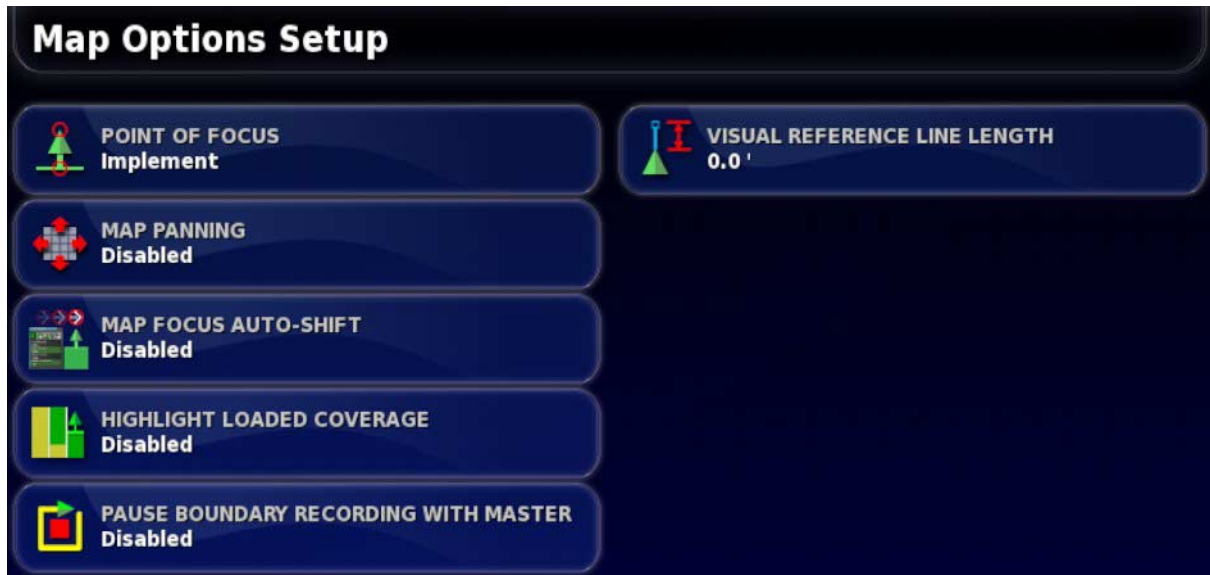 Map Options Setup
POINT OF FOCUS
Implement
MAP PANNING
Disabled
MAP FOCUS AUTO-SHIFT
Disabled
HIGHLIGHT LOADED COVERAGE
Disabled
PAUSE BOUNDARY RECORDING WITH MASTER
Disabled
VISUAL REFERENCE LINE LENGTH
0.0 '